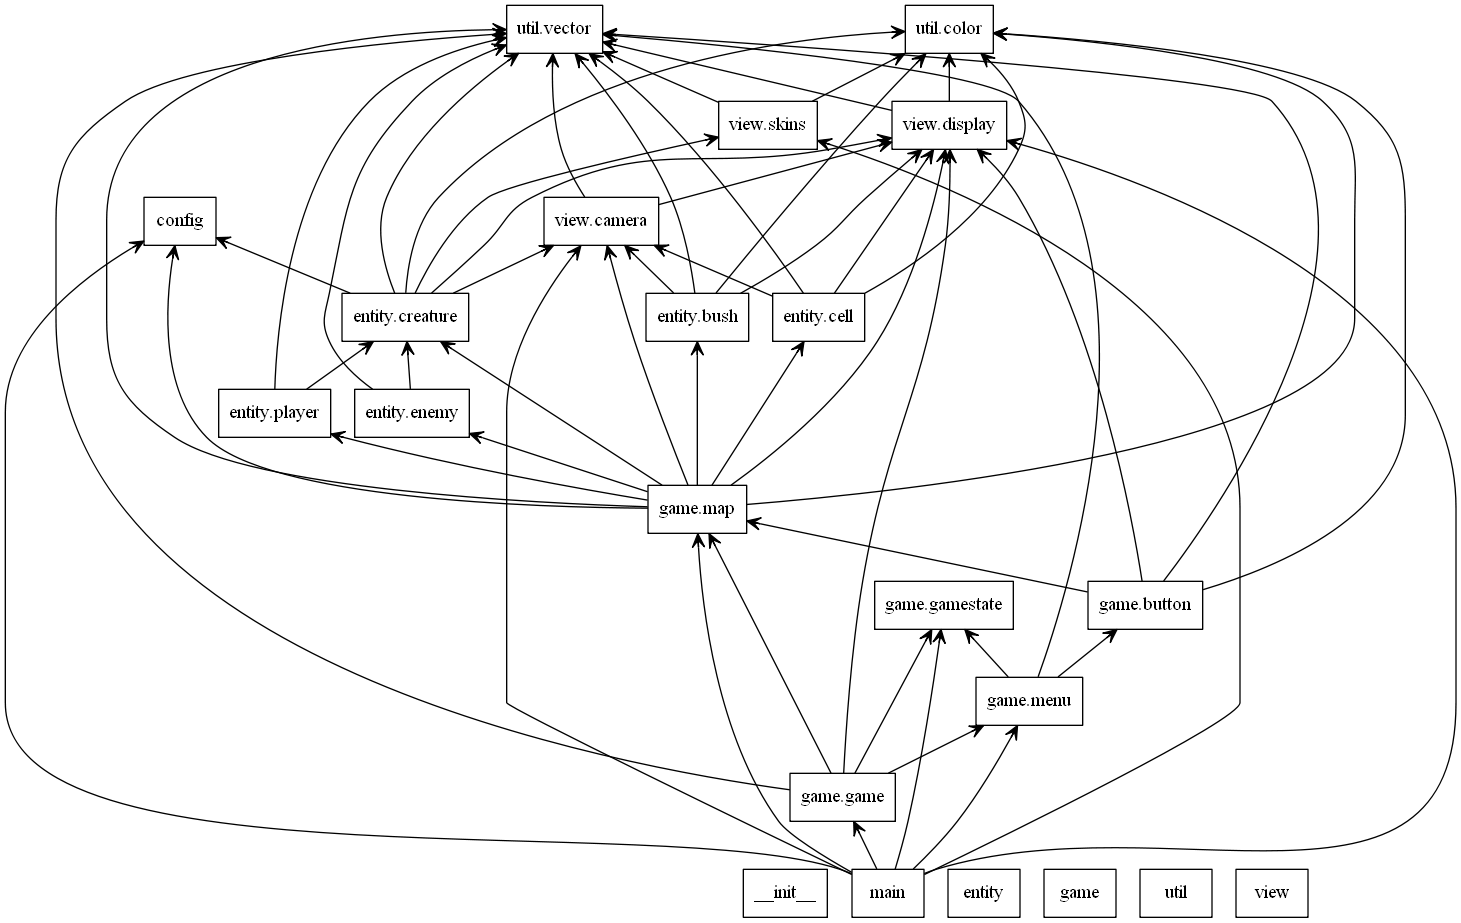 util.vector
util.color
view.skins
view.display
config
view.camera
entity.creature
entity.bush
entity.cell
entity.player
entity.enemy
game.map
game.gamestate
game.button
game.menu
game.game
__init__
main
entity
game
util
view